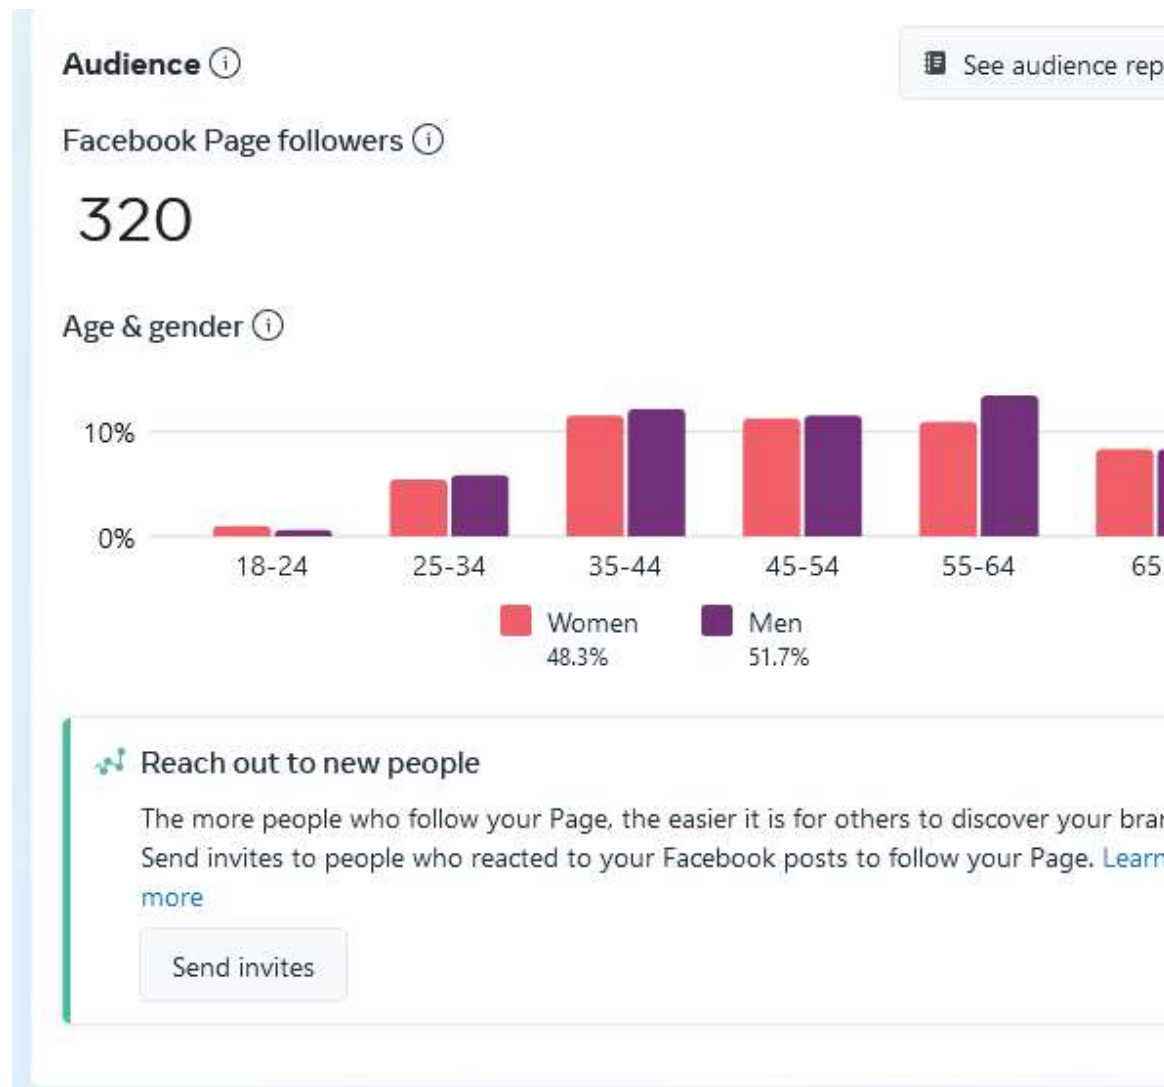 Audience
See audience rep
Facebook Page followers
320
Age & gender
10%
0%
18-24 25-34 35-44 45-54 55-64 65
Women Men
48.3% 51.7%
Reach out to new people
The more people who follow your Page, the easier it is for others to discover your bra
Send invites to people who reacted to your Facebook posts to follow your Page. Learn
more
Send invites